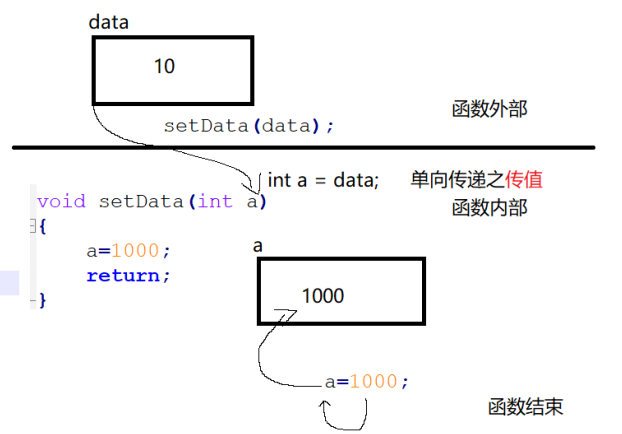 data
10
函数外部
setData(data);
int a = data; 单向传递之传值
void setData(int a)
函数内部
{
a=1000;
a
return;
1000
}
a=1000;
函数结束